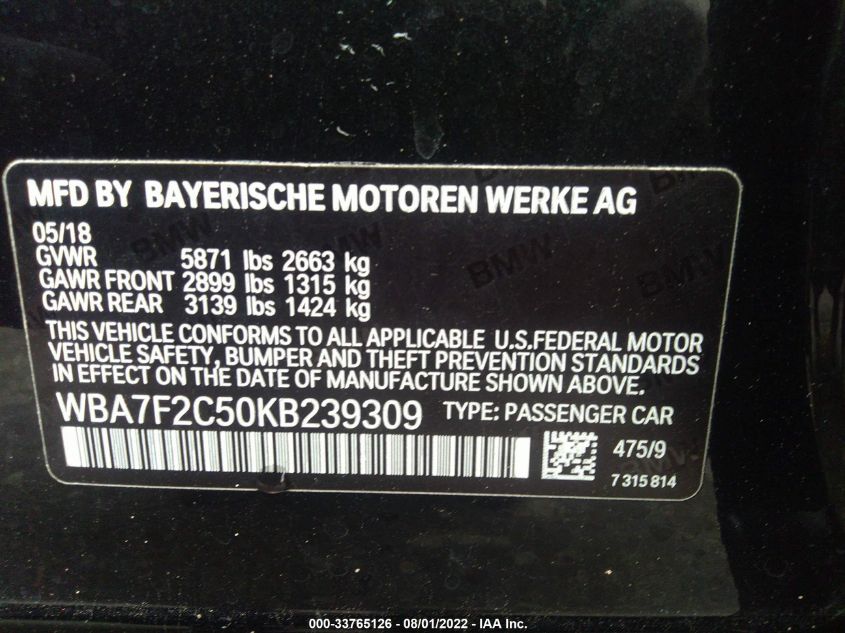 MFD BY BAYERISCHE MOTOREN WERKE AG
05/18
GVWR 5871 lbs 2663 kg
GAWR FRONT 2899 lbs 1315 kg
GAWR REAR 3139 lbs 1424 kg
THIS VEHICLE CONFORMS TO ALL APPLICABLE U.S.FEDERAL MOTOR
VEHICLE SAFETY, BUMPER AND THEFT PREVENTION STANDARDS
IN EFFECT ON THE DATE OF MANUFACTURE SHOWN ABOVE.
WBA7F2C50KB239309 TYPE: PASSENGER CAR
475/9
7 315 814
BMW
BMW
000-33765126 - 08/01/2022 - IAA Inc.